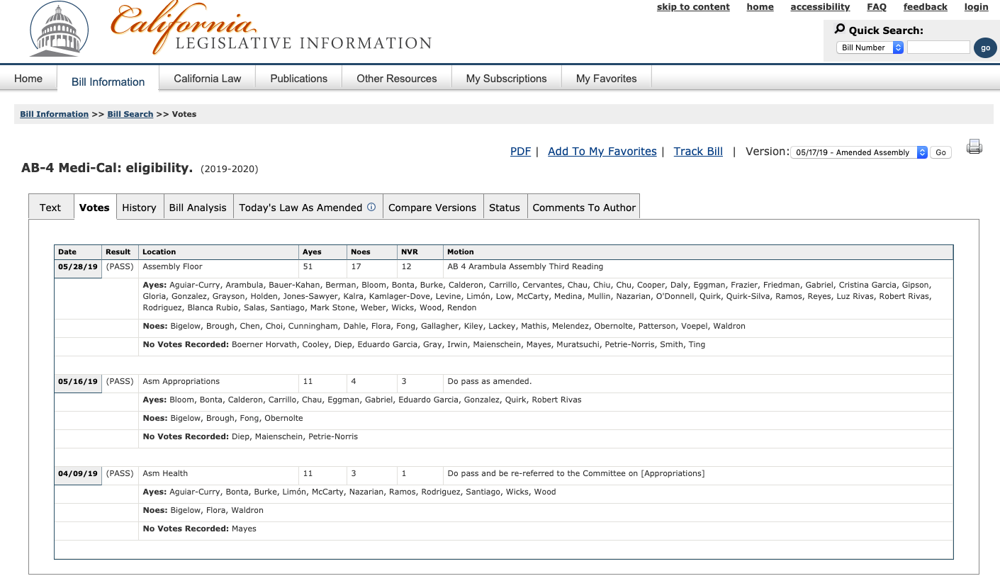 skip to content home accessibility FAQ feedback login
California
LEGISLATIVE INFORMATION
Quick Search:
Bill Number go
Home Bill Information California Law Publications Other Resources My Subscriptions My Favorites
Bill Information >> Bill Search >> Votes
PDF | Add To My Favorites | Track Bill | Version: 05/17/19 - Amended Assembly Go
AB-4 Medi-Cal: eligibility. (2019-2020)
Text Votes History Bill Analysis Today's Law As Amended Compare Versions Status Comments To Author
Date Result Location Ayes Noes NVR Motion
05/28/19 (PASS) Assembly Floor 51 17 12 AB 4 Arambula Assembly Third Reading
Ayes: Aguiar-Curry, Arambula, Bauer-Kahan, Berman, Bloom, Bonta, Burke, Calderon, Carrillo, Cervantes, Chau, Chiu, Chu, Cooper, Daly, Eggman, Frazier, Friedman, Gabriel, Cristina Garcia, Gipson,
Gloria, Gonzalez, Grayson, Holden, Jones-Sawyer, Kalra, Kamlager-Dove, Levine, Limón, Low, McCarty, Medina, Mullin, Nazarian, O'Donnell, Quirk, Quirk-Silva, Ramos, Reyes, Luz Rivas, Robert Rivas,
Rodriguez, Blanca Rubio, Salas, Santiago, Mark Stone, Weber, Wicks, Wood, Rendon
Noes: Bigelow, Brough, Chen, Choi, Cunningham, Dahle, Flora, Fong, Gallagher, Kiley, Lackey, Mathis, Melendez, Obernolte, Patterson, Voepel, Waldron
No Votes Recorded: Boerner Horvath, Cooley, Diep, Eduardo Garcia, Gray, Irwin, Maienschein, Mayes, Muratsuchi, Petrie-Norris, Smith, Ting
05/16/19 (PASS) Asm Appropriations 11 4 3 Do pass as amended.
Ayes: Bloom, Bonta, Calderon, Carrillo, Chau, Eggman, Gabriel, Eduardo Garcia, Gonzalez, Quirk, Robert Rivas
Noes: Bigelow, Brough, Fong, Obernolte
No Votes Recorded: Diep, Maienschein, Petrie-Norris
04/09/19 (PASS) Asm Health 11 3 1 Do pass and be re-referred to the Committee on [Appropriations]
Ayes: Aguiar-Curry, Bonta, Burke, Limón, McCarty, Nazarian, Ramos, Rodriguez, Santiago, Wicks, Wood
Noes: Bigelow, Flora, Waldron
No Votes Recorded: Mayes